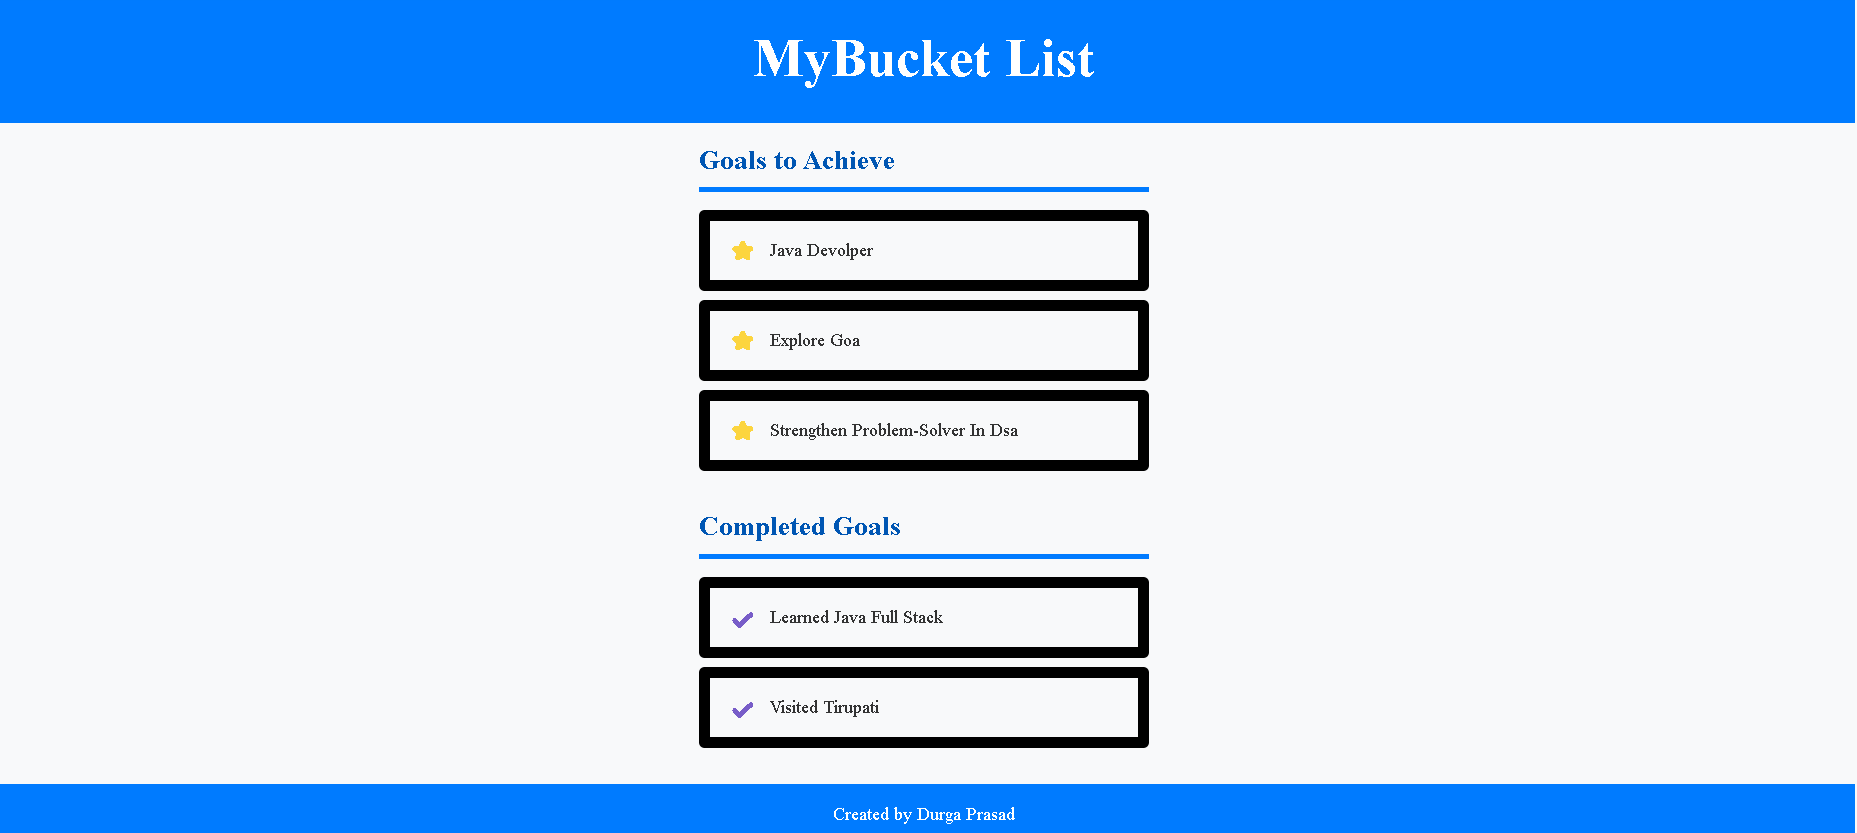 MyBucket List
Goals to Achieve
Java Devolper
Explore Goa
Strengthen Problem-Solver In Dsa
Completed Goals
Learned Java Full Stack
Visited Tirupati
Created by Durga Prasad